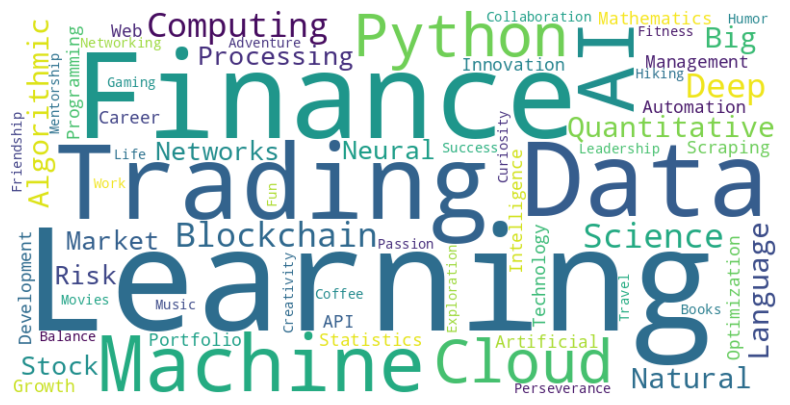 Collaboration
Mathematics
Humor
Web
Computing
Python
Fitness
Networking
Adventure
AI
Big
Processing
Innovation
Management
Finance
Hiking
Gaming
Deep
Career
Automation
Algorithmic
Mentorship
Programming
Friendship
Quantitative
Life
Networks
Neural
Success
Curiosity
Leadership
Scraping
Trading
Data
Work
Fun
Intelligence
Market
Blockchain
Passion
Science
Development
Risk
Learning
Language
Movies
Music
Creativity
Coffee
API
Exploration
Technology
Travel
Books
Optimization
Balance
Portfolio
Statistics
Artificial
Stock
Machine
Cloud
Natural
Growth
Perseverance